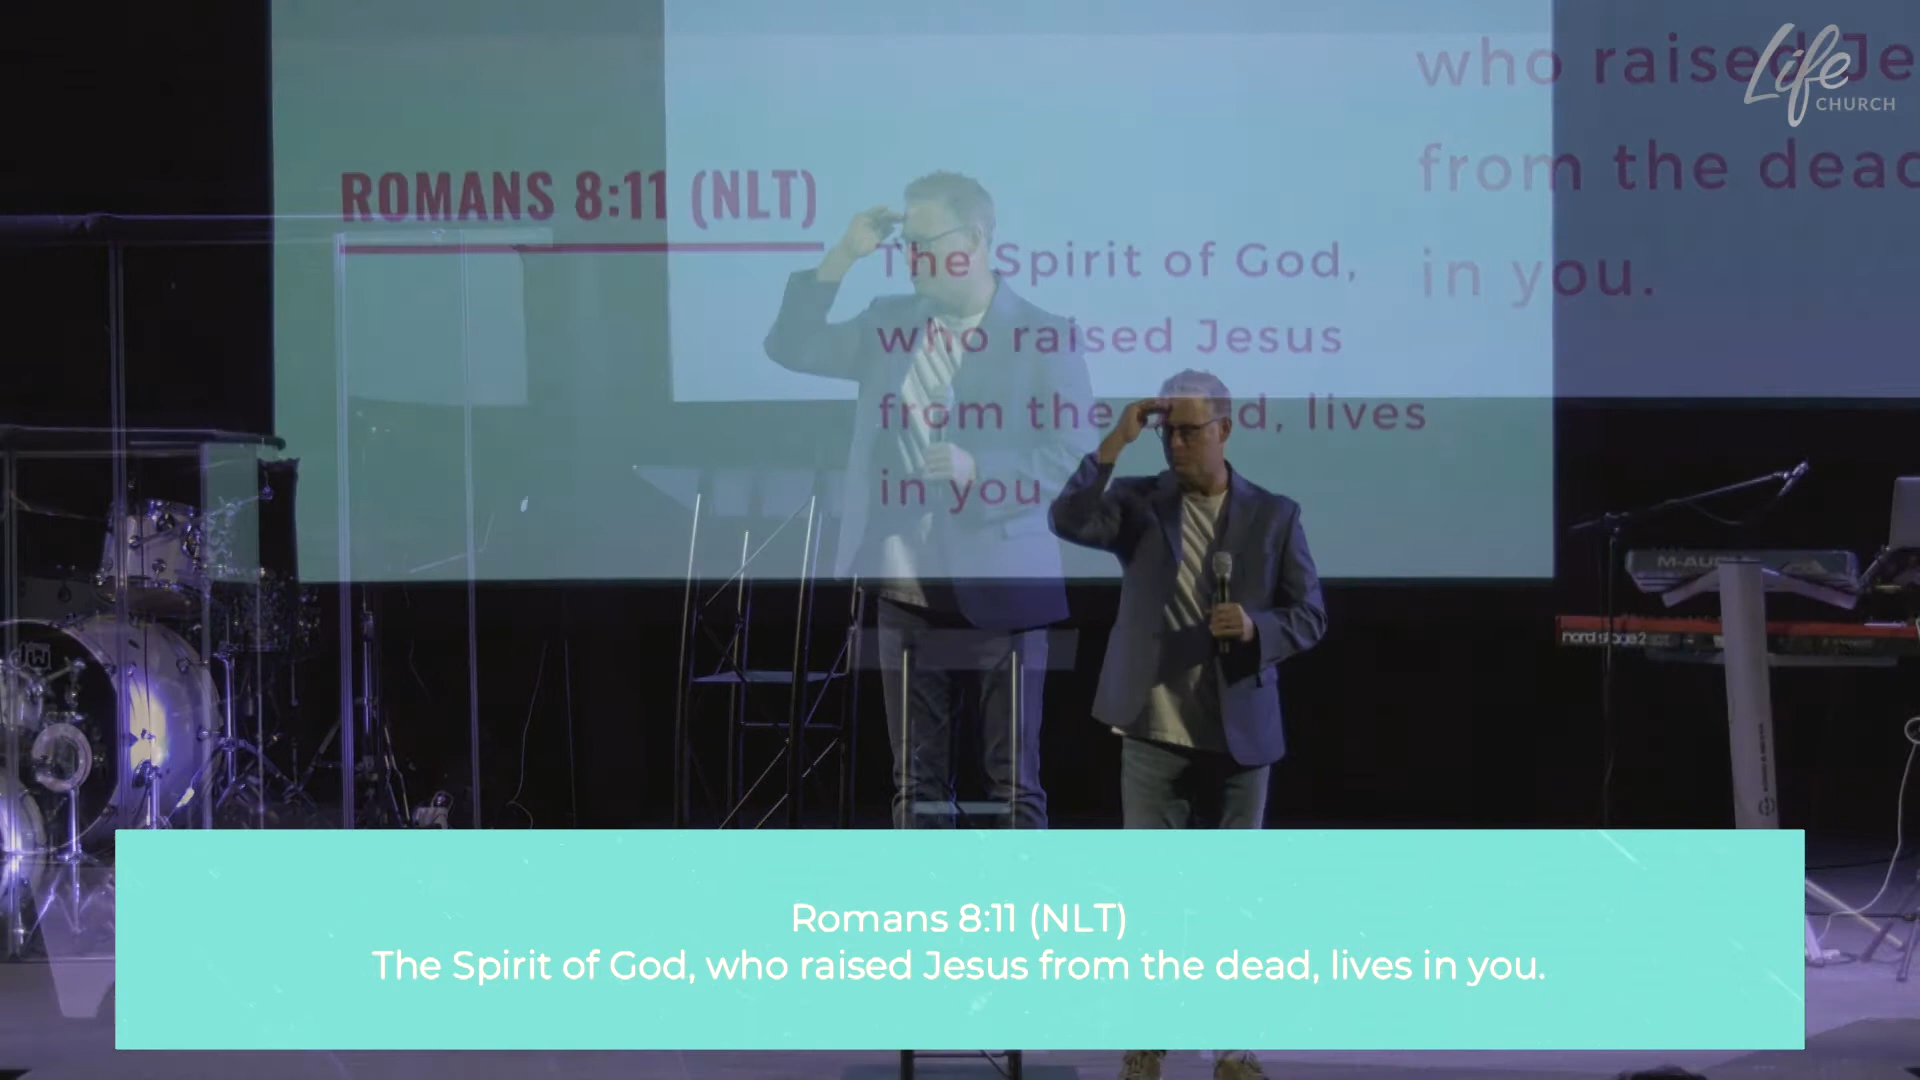 Life
CHURCH
who raised Je
from the dead
in you.
ROMANS 8:11 (NLT)
The Spirit of God,
who raised Jesus
from the d, lives
in you
M-AUDIO
nord stage 2
dw
Romans 8:11 (NLT)
The Spirit of God, who raised Jesus from the dead, lives in you.